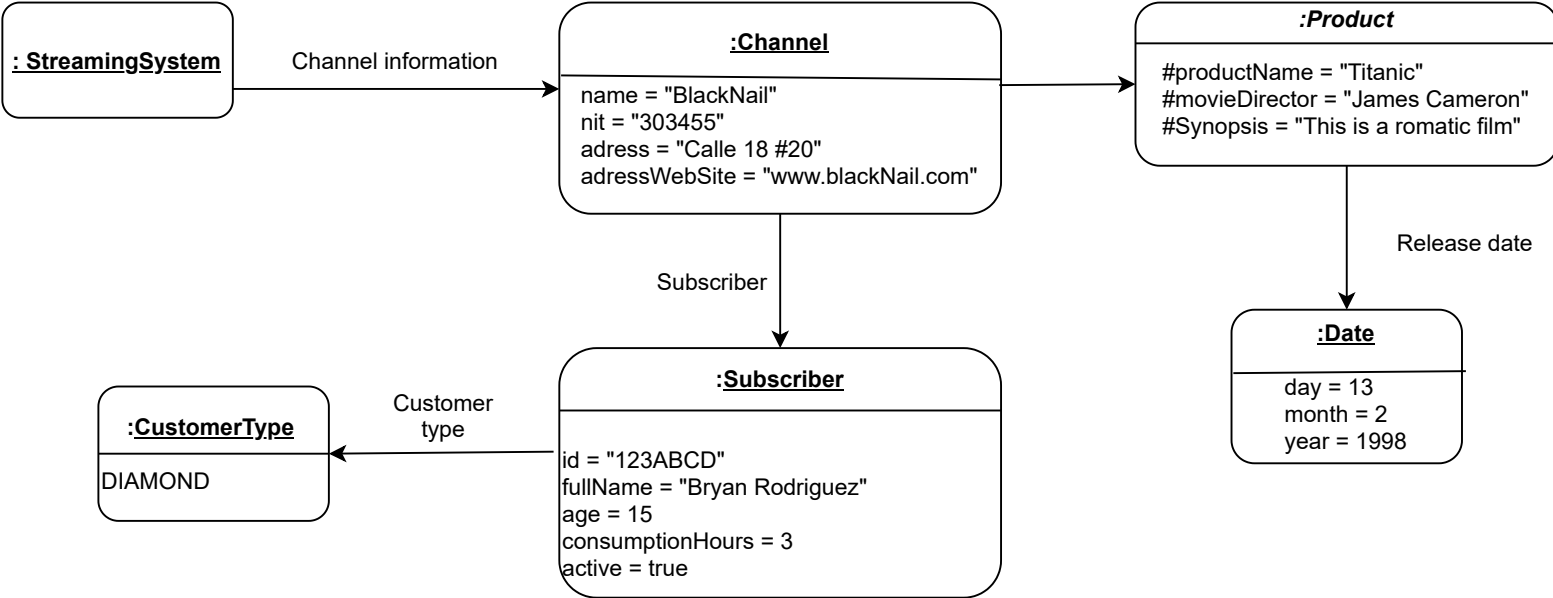 : StreamingSystem
Channel information
:Channel
name = "BlackNail"
nit = "303455"
adress = "Calle 18 #20"
adressWebSite = "www.blackNail.com"
:Product
#productName = "Titanic"
#movieDirector = "James Cameron"
#Synopsis = "This is a romatic film"
Release date
:Date
day = 13
month = 2
year = 1998
Subscriber
:Subscriber
id = "123ABCD"
fullName = "Bryan Rodriguez"
age = 15
consumptionHours = 3
active = true
Customer
type
:CustomerType
DIAMOND